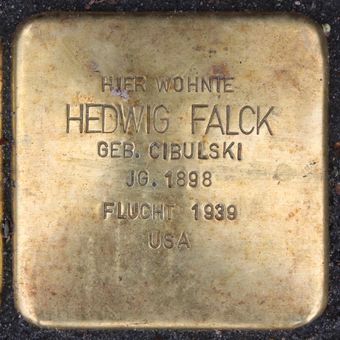 HIER WOHNTE
HEDWIG FALCK
GEB. CIBULSKI
JG. 1898
FLUCHT 1939
USA